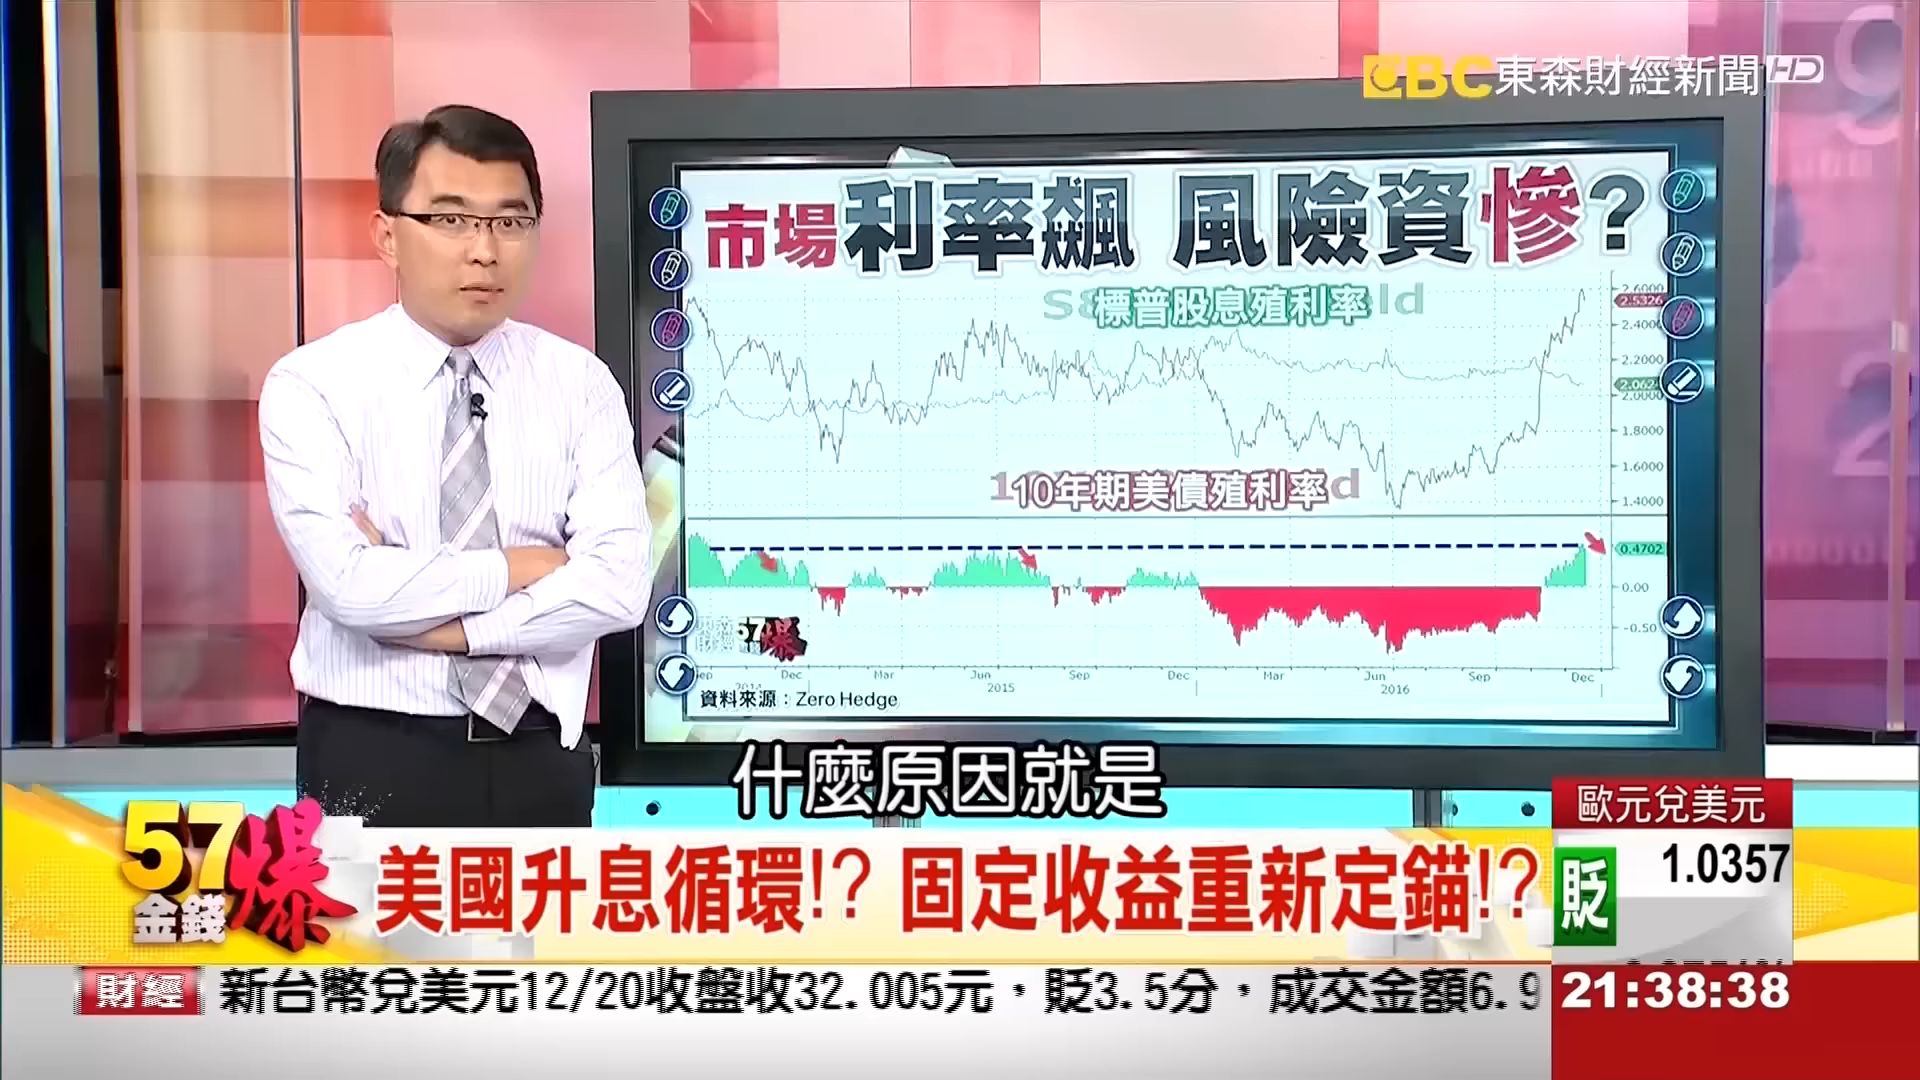 EBC東森財經新聞HD
市場利率飆 風險資慘?
標普股息殖利率
2.6000
2.5326
2.4000
2.2000
2.0000
1.8000
1.6000
1.4000
10年期美債殖利率
0.4702
0.00
-0.50
57爆
Dec Mar Jun Sep Dec Mar Jun Sep Dec
2014 2015 2016
資料來源：Zero Hedge
什麼原因就是
57金錢爆
美國升息循環!? 固定收益重新定錨!?
歐元兌美元
貶 1.0357
財經 新台幣兌美元12/20收盤收32.005元，貶3.5分，成交金額6.9
21:38:38